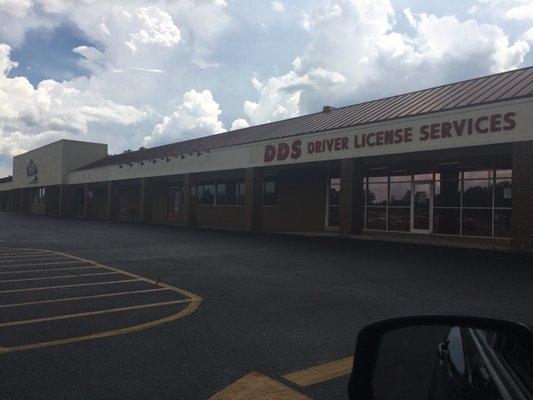 DDS DRIVER LICENSE SERVICES